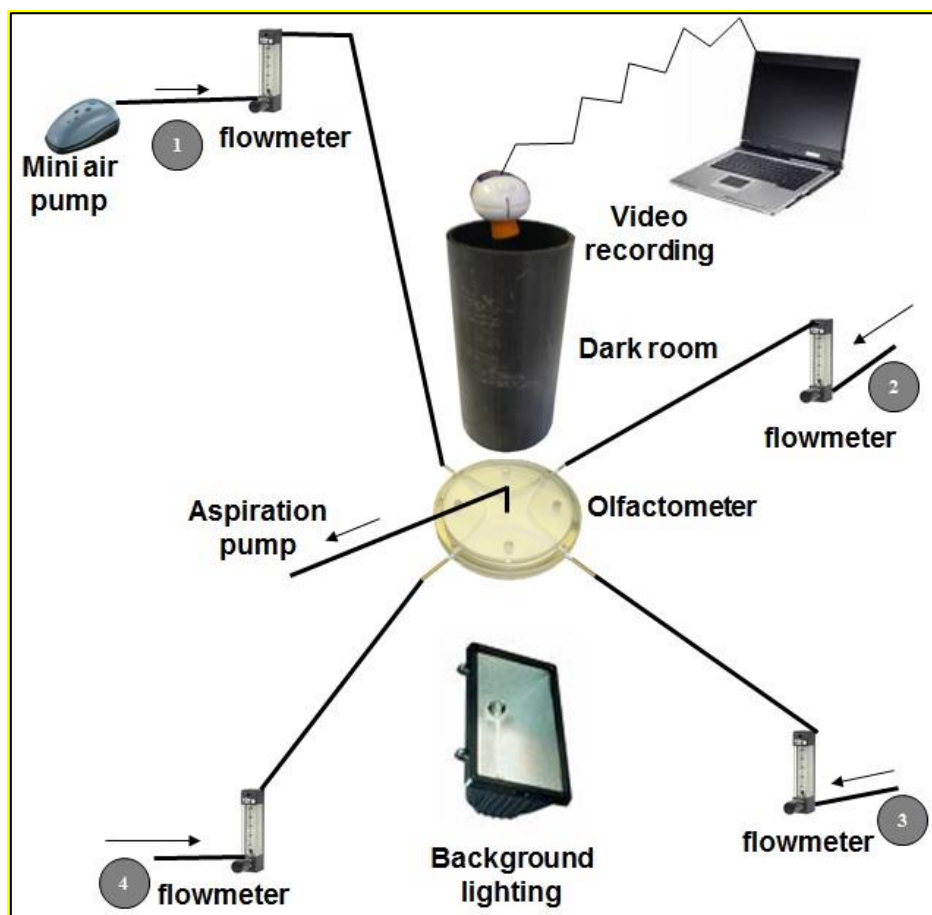 1
flowmeter
Mini air
pump
Video
recording
Dark room
2
flowmeter
Aspiration
pump
Olfactometer
flowmeter
3
4
flowmeter
Background
lighting